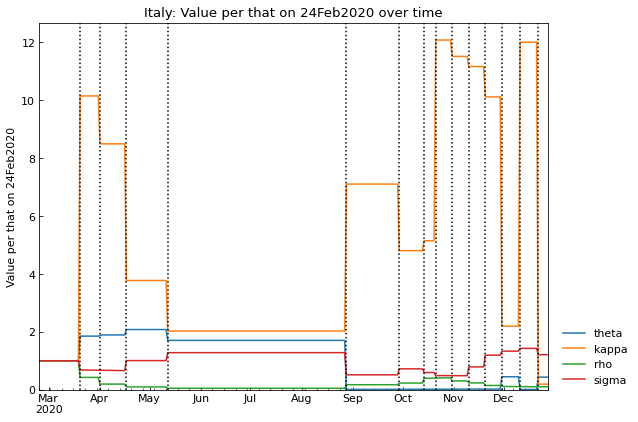 Italy: Value per that on 24Feb2020 over time
Value per that on 24Feb2020
12
10
8
6
4
2
0
Mar
2020
Apr
May
Jun
Jul
Aug
Sep
Oct
Nov
Dec
theta
kappa
rho
sigma